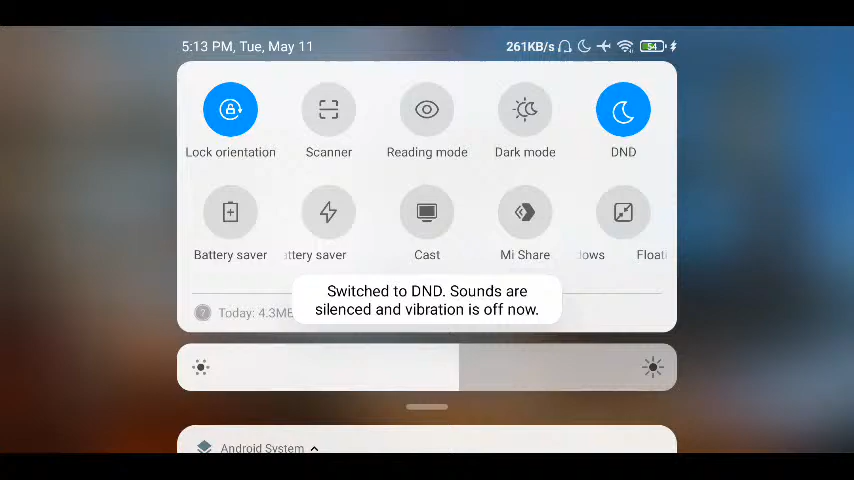 5:13 PM, Tue, May 11
261KB/s
54
Lock orientation
Scanner
Reading mode
Dark mode
DND
Battery saver
ttery saver
Cast
Mi Share
dows
Floati
Switched to DND. Sounds are
silenced and vibration is off now.
Today: 4.3MB
Android System